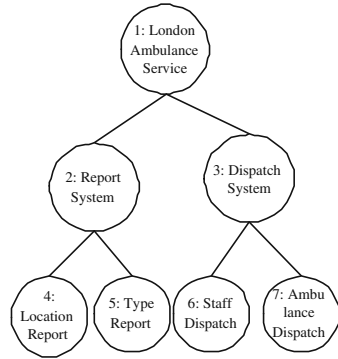 1: London
Ambulance
Service
2: Report
System
3: Dispatch
System
4:
Location
Report
5: Type
Report
6: Staff
Dispatch
7: Ambu
lance
Dispatch